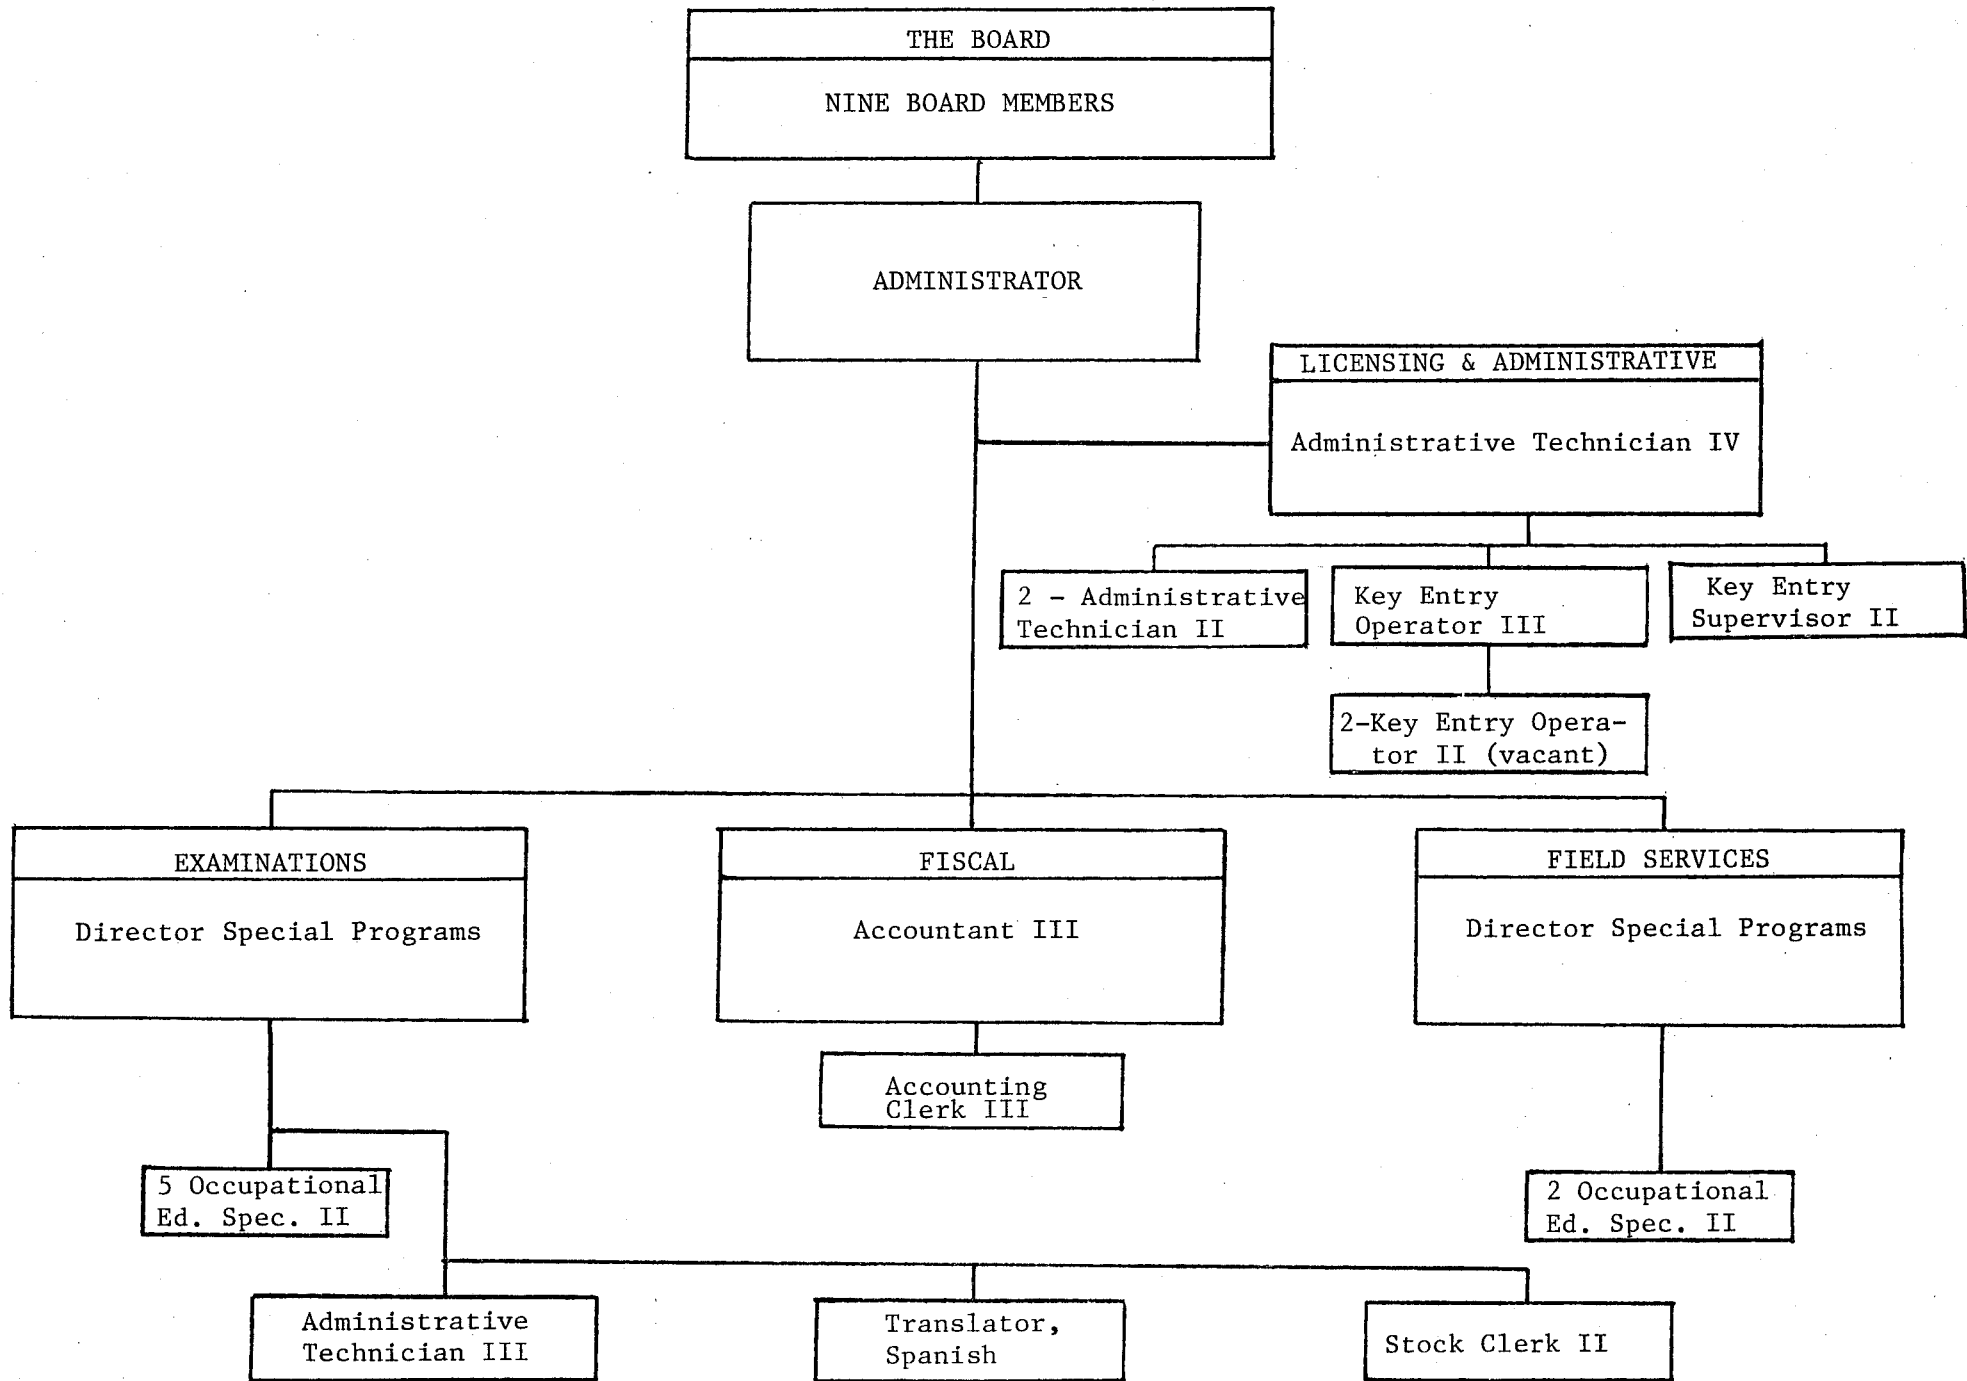 THE BOARD
NINE BOARD MEMBERS
ADMINISTRATOR
LICENSING & ADMINISTRATIVE
Administrative Technician IV
2 - Administrative
Technician II
Key Entry
Operator III
Key Entry
Supervisor II
2-Key Entry Opera-
tor II (vacant)
EXAMINATIONS
Director Special Programs
FISCAL
Accountant III
FIELD SERVICES
Director Special Programs
Accounting
Clerk III
5 Occupational
Ed. Spec. II
2 Occupational
Ed. Spec. II
Administrative
Technician III
Translator,
Spanish
Stock Clerk II